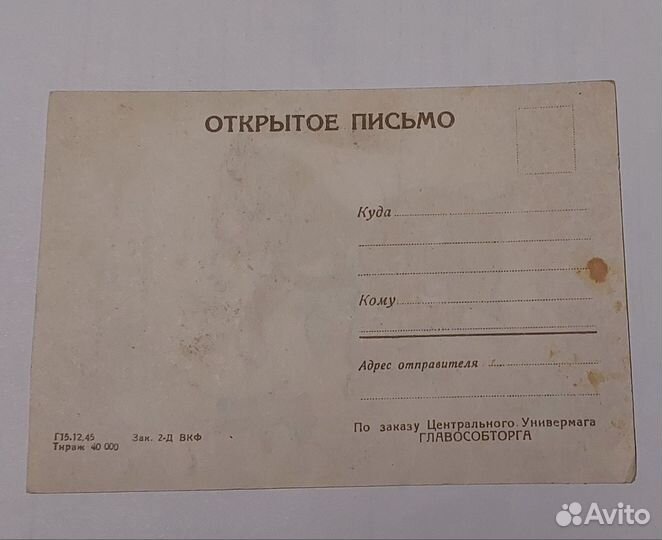 ОТКРЫТОЕ ПИСЬМО
Куда
Кому
Адрес отправителя
По заказу Центрального Универмага
ГЛАВОСОБТОРГА
Г15.12.45 Зак. 2-Д ВКФ
Тираж 40 000
Avito